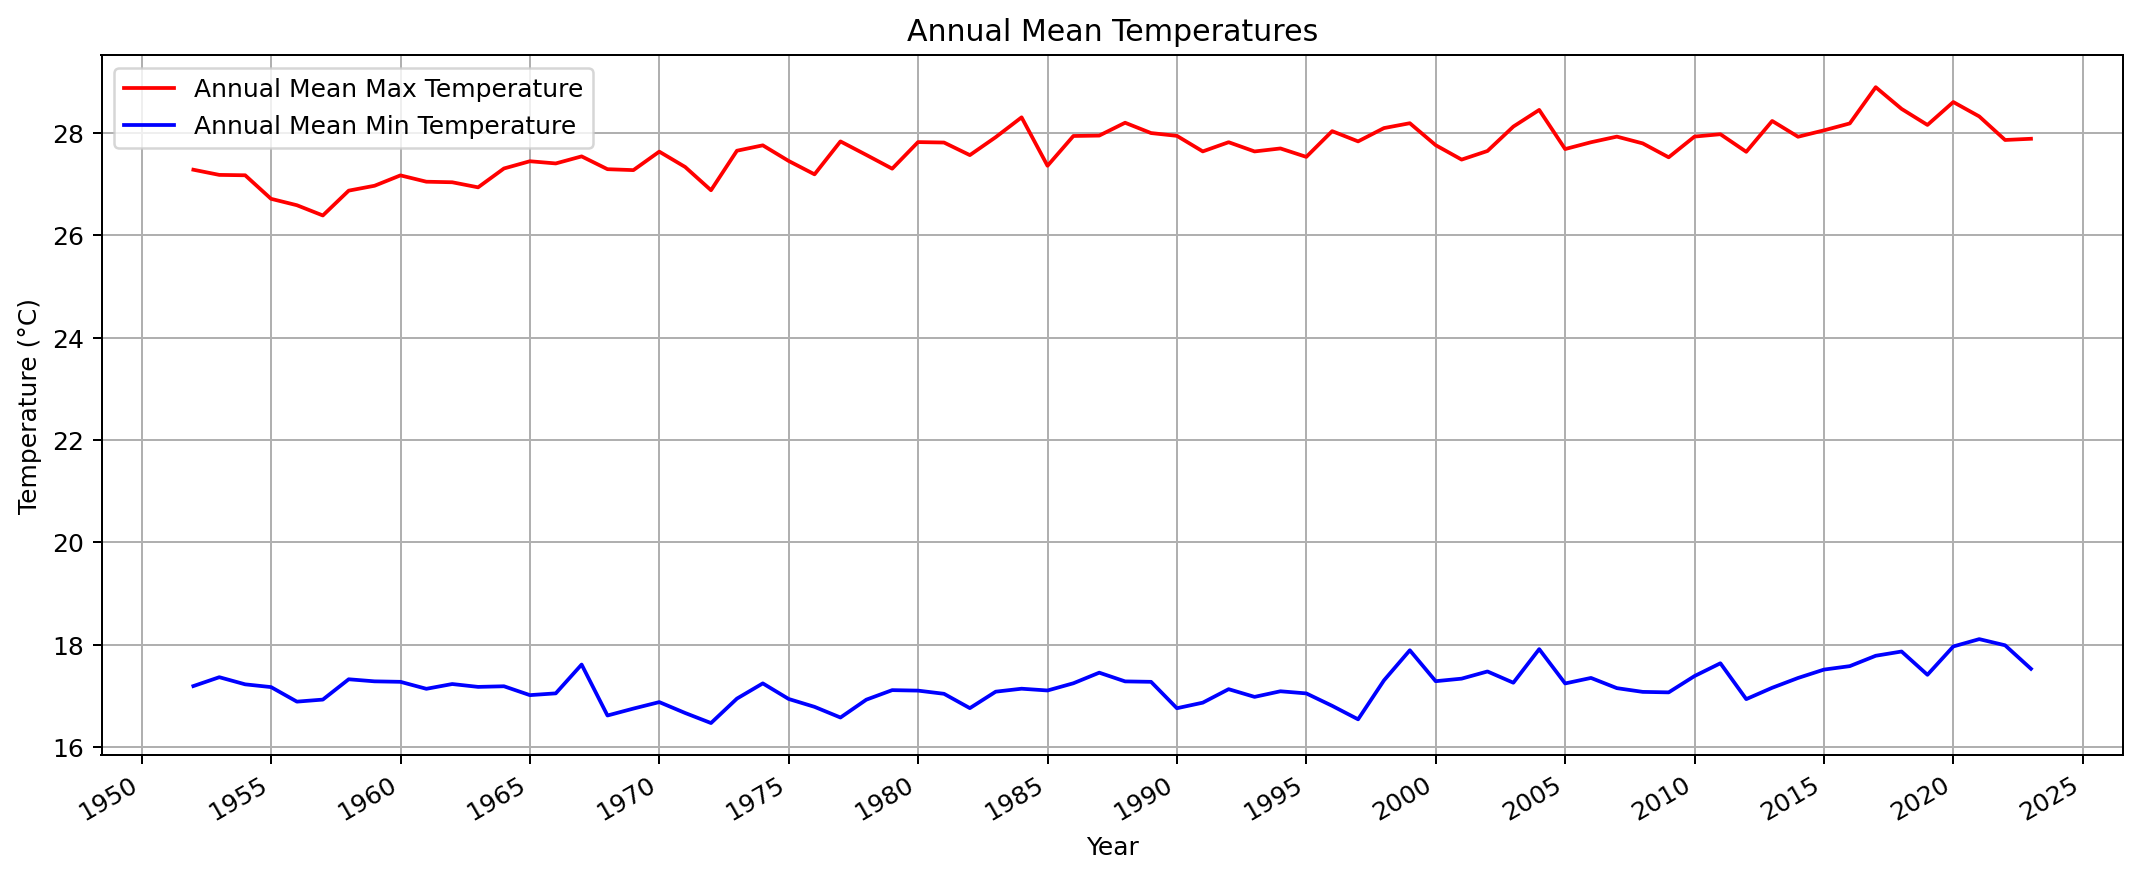 Annual Mean Temperatures
Annual Mean Max Temperature
Annual Mean Min Temperature
Temperature (°C)
28
26
24
22
20
18
16
1950 1955 1960 1965 1970 1975 1980 1985 1990 1995 2000 2005 2010 2015 2020 2025
Year